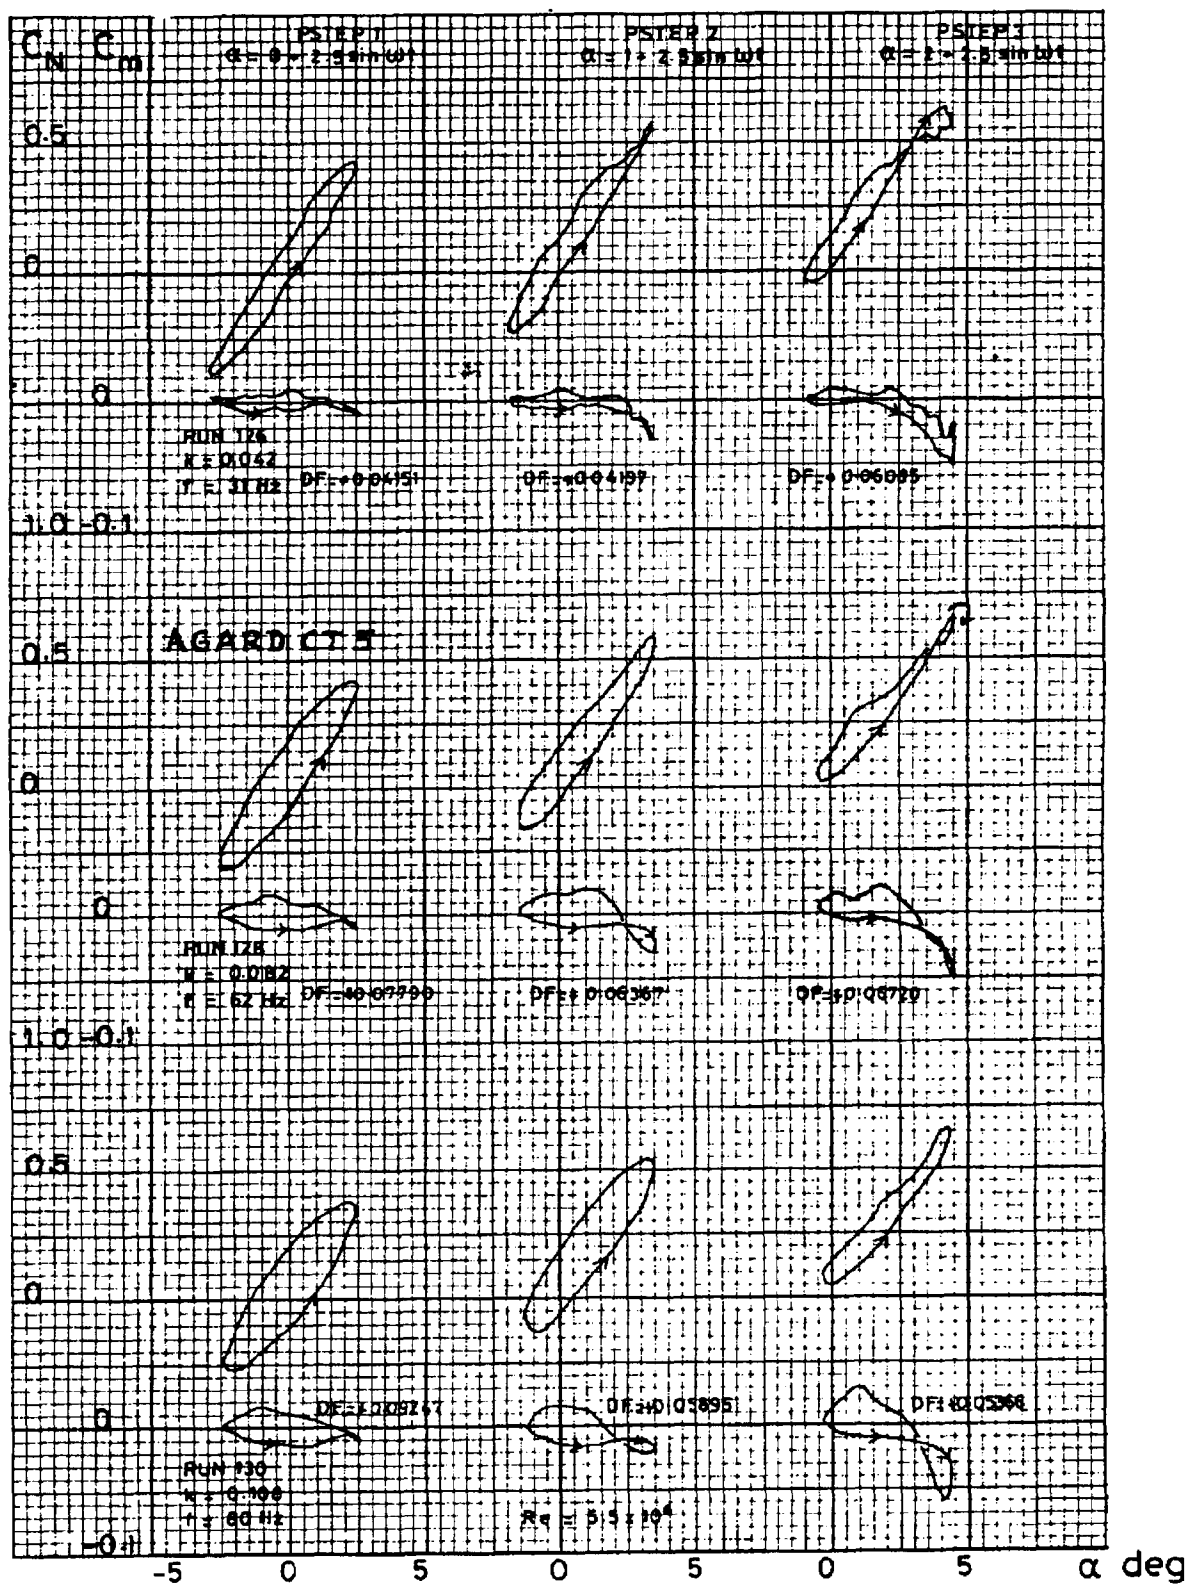 C_N C_m
PSTEP 1
α = 0 + 2.5 sin ωt
PSTEP 2
α = 1 + 2.5 sin ωt
PSTEP 3
α = 2 + 2.5 sin ωt
0.5
0
0
RUN 126
k = 0.042
f = 31 Hz
DF=+0.04151
DF=+0.04197
DF=+0.06085
1.0 -0.1
AGARD CT 5
0.5
0
0
RUN 128
k = 0.082
f = 62 Hz
DF=+0.07790
DF=+0.06367
DF=+0.06720
1.0 -0.1
0.5
0
0
DF=+0.09247
DF=+0.05895
DF=+0.05366
RUN 130
k = 0.108
f = 80 Hz
Re = 5.5 x 10⁶
-0.1
-5 0 5 0 5 0 5 α deg